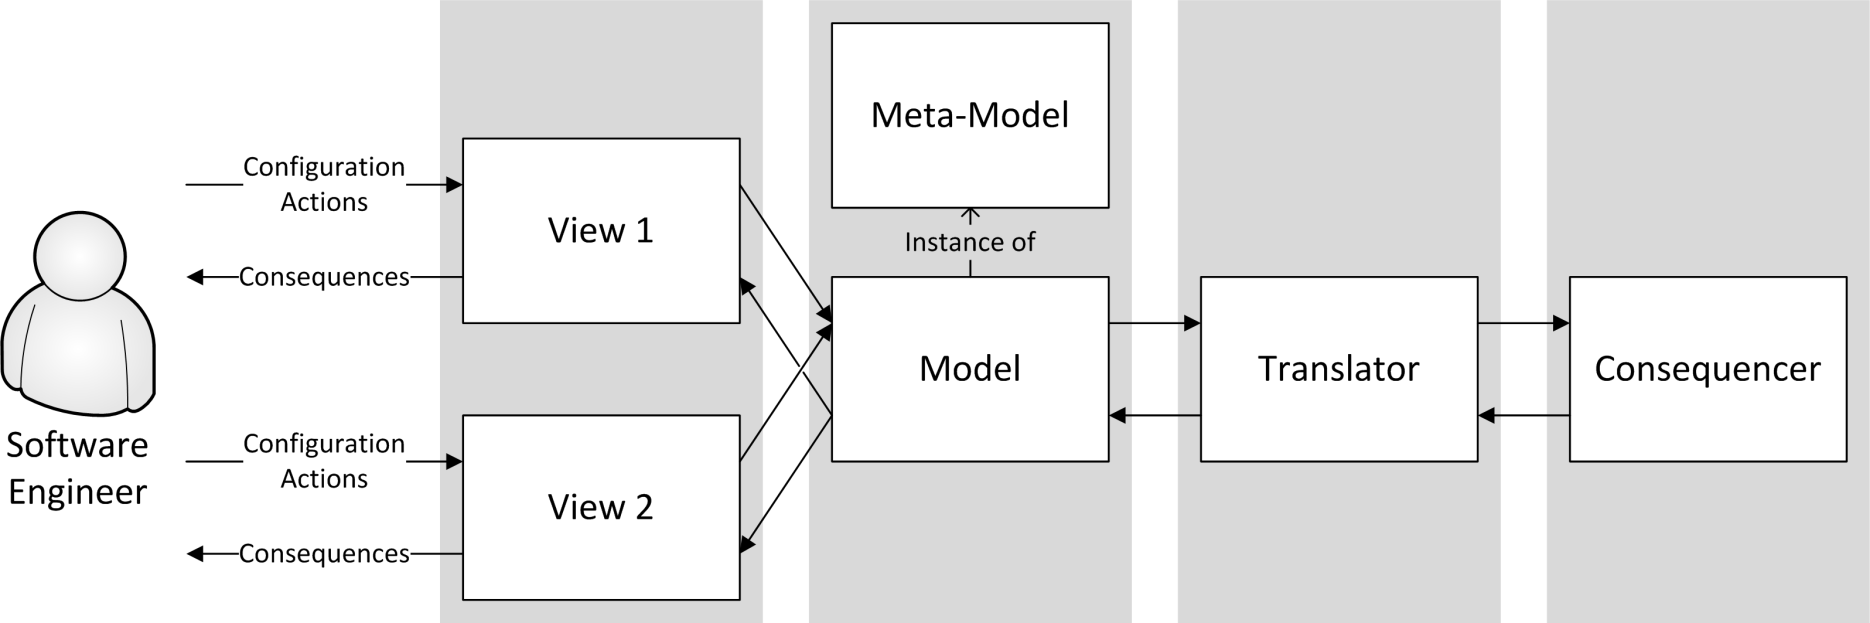 Meta-Model
Configuration
Actions
View 1
Instance of
Consequences
Model
Translator
Consequencer
Software
Engineer
Configuration
Actions
View 2
Consequences